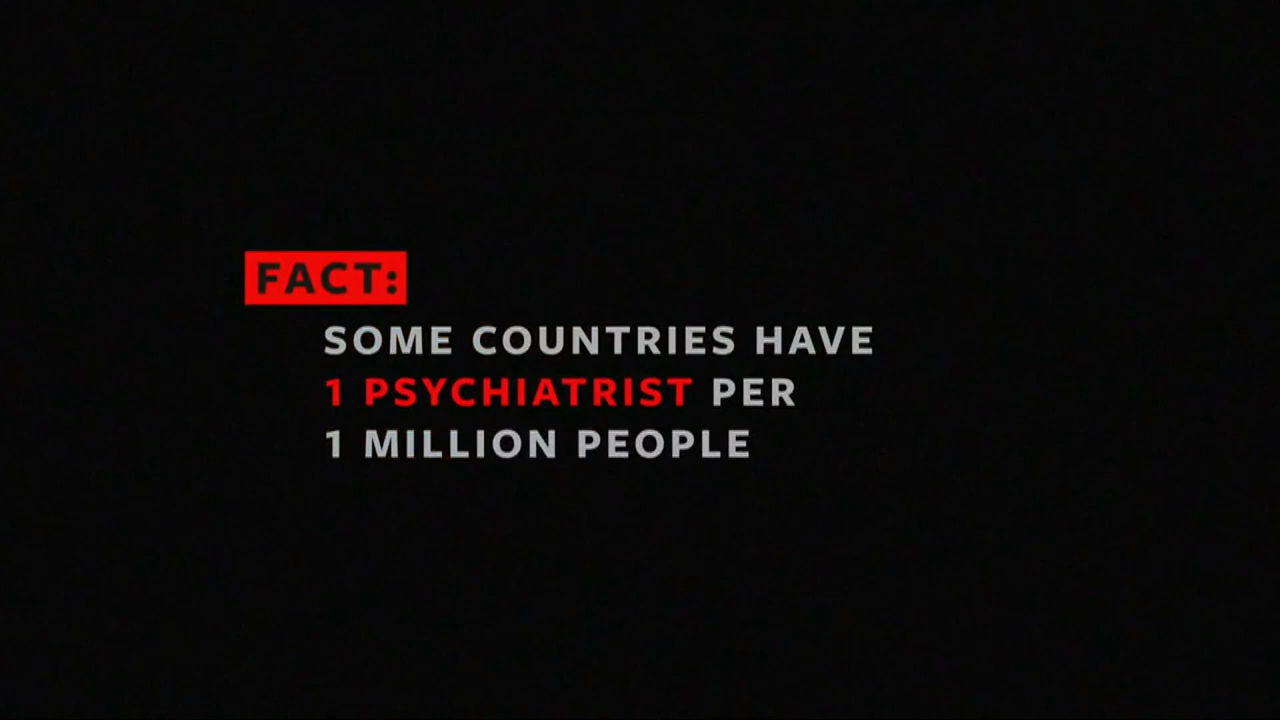 FACT:
SOME COUNTRIES HAVE
1 PSYCHIATRIST PER
1 MILLION PEOPLE